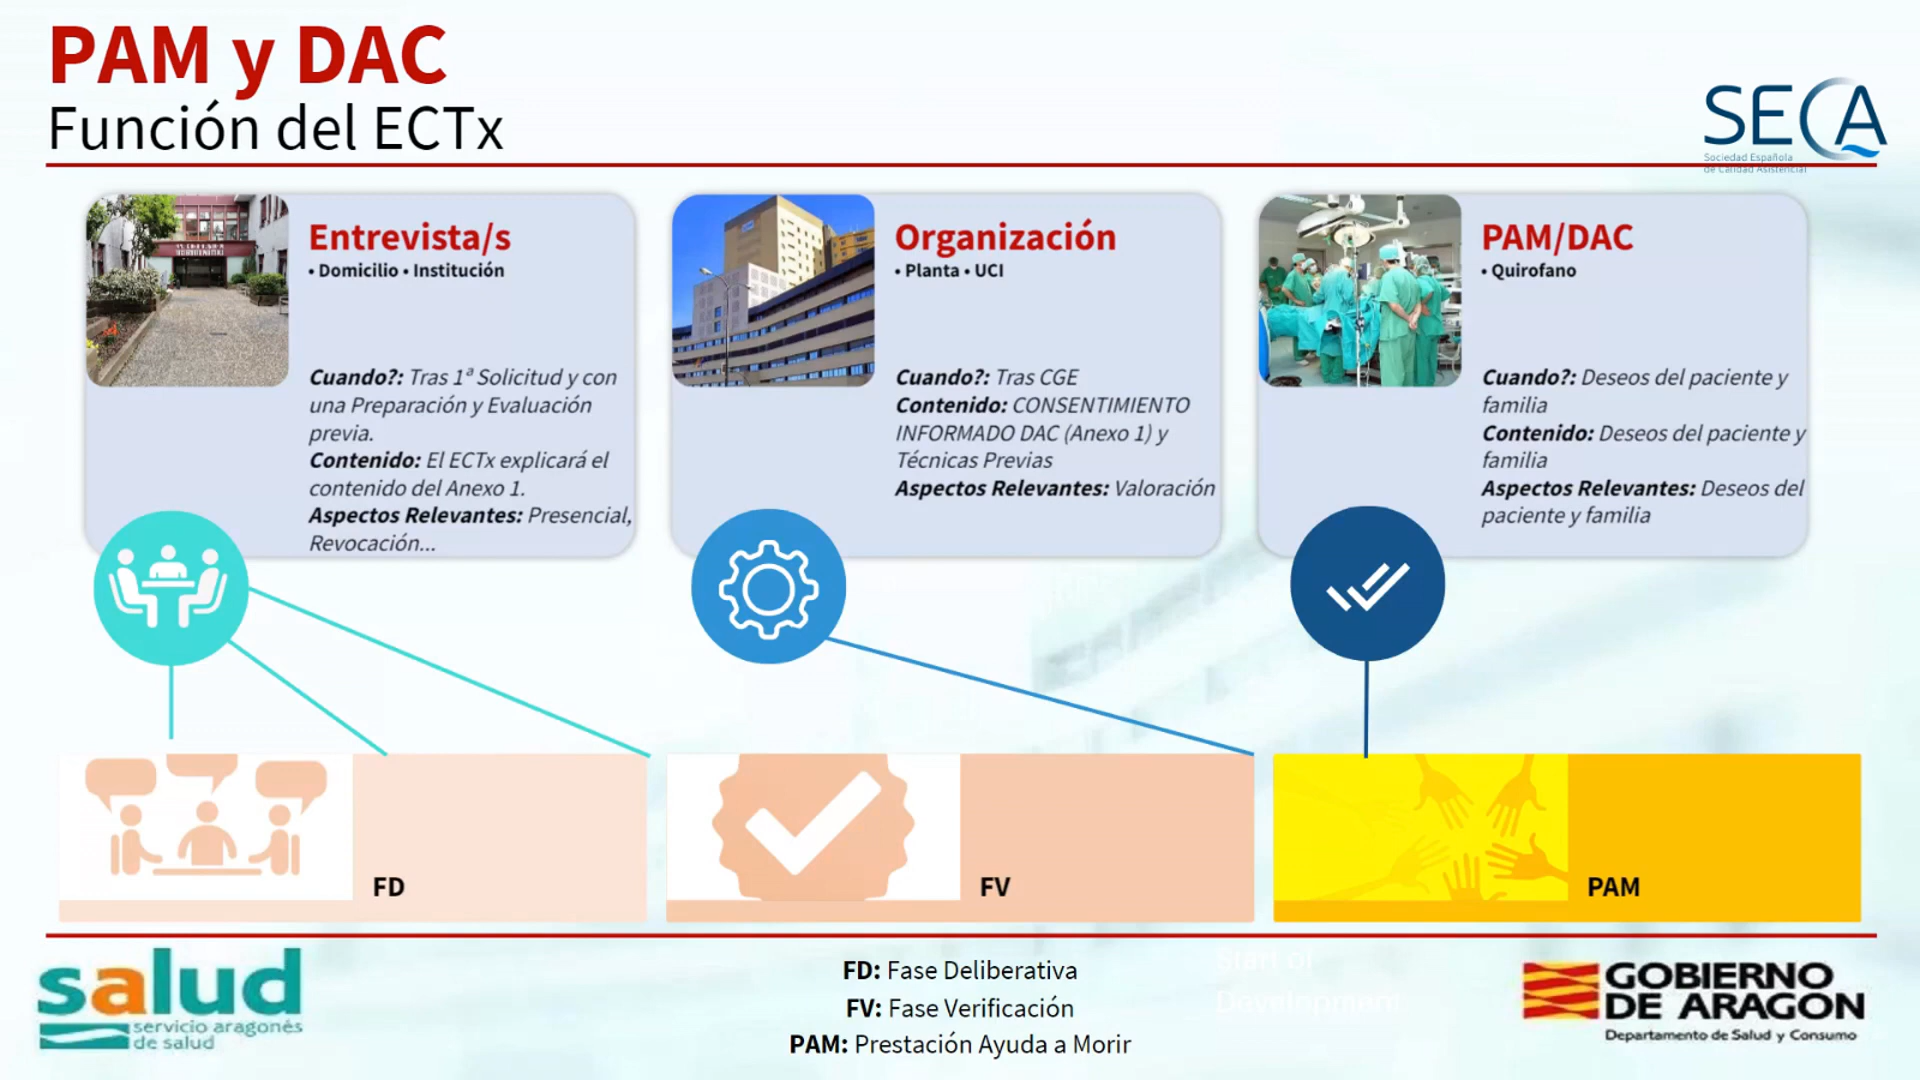 PAM y DAC
Función del ECTx
SECA
Sociedad Española
de Calidad Asistencial
Entrevista/s
• Domicilio • Institución
Cuando?: Tras 1ª Solicitud y con
una Preparación y Evaluación
previa.
Contenido: El ECTx explicará el
contenido del Anexo 1.
Aspectos Relevantes: Presencial,
Revocación...
Organización
• Planta • UCI
Cuando?: Tras CGE
Contenido: CONSENTIMIENTO
INFORMADO DAC (Anexo 1) y
Técnicas Previas
Aspectos Relevantes: Valoración
PAM/DAC
• Quirofano
Cuando?: Deseos del paciente y
familia
Contenido: Deseos del paciente y
familia
Aspectos Relevantes: Deseos del
paciente y familia
FD
FV
PAM
salud
servicio aragonés
de salud
FD: Fase Deliberativa
FV: Fase Verificación
PAM: Prestación Ayuda a Morir
Start of
Development
GOBIERNO
DE ARAGON
Departamento de Salud y Consumo